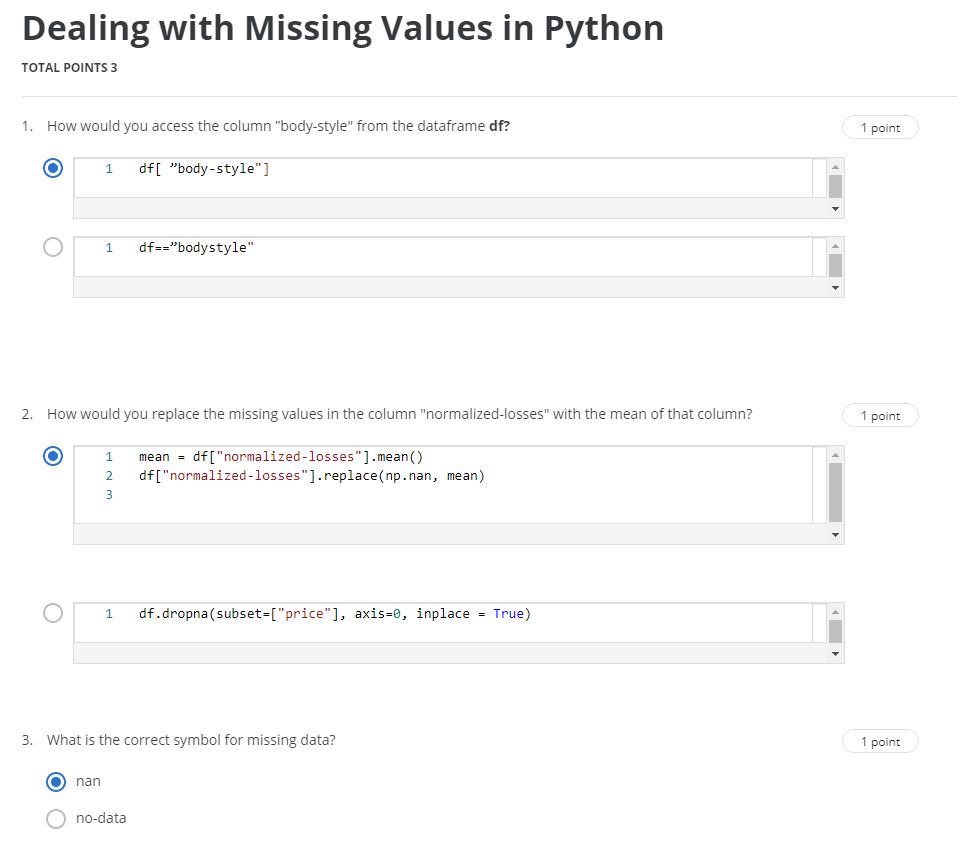 Dealing with Missing Values in Python
TOTAL POINTS 3
1. How would you access the column "body-style" from the dataframe df?
1 point
1 df[ ”body-style"]
1 df==”bodystyle"
2. How would you replace the missing values in the column "normalized-losses" with the mean of that column?
1 point
1 mean = df["normalized-losses"].mean()
2 df["normalized-losses"].replace(np.nan, mean)
3
1 df.dropna(subset=["price"], axis=0, inplace = True)
3. What is the correct symbol for missing data?
1 point
nan
no-data